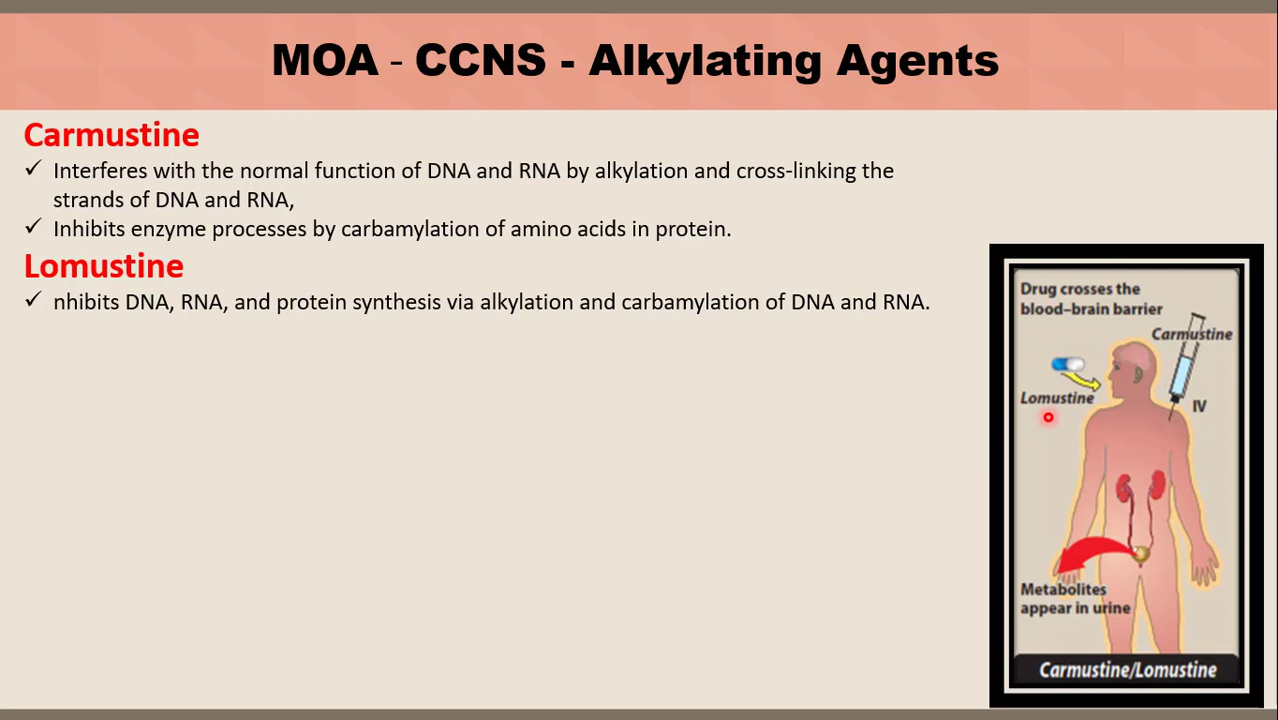 MOA - CCNS - Alkylating Agents
Carmustine
✓ Interferes with the normal function of DNA and RNA by alkylation and cross-linking the
strands of DNA and RNA,
✓ Inhibits enzyme processes by carbamylation of amino acids in protein.
Lomustine
✓ nhibits DNA, RNA, and protein synthesis via alkylation and carbamylation of DNA and RNA.
Drug crosses the
blood–brain barrier
Carmustine
Lomustine
IV
Metabolites
appear in urine
Carmustine/Lomustine